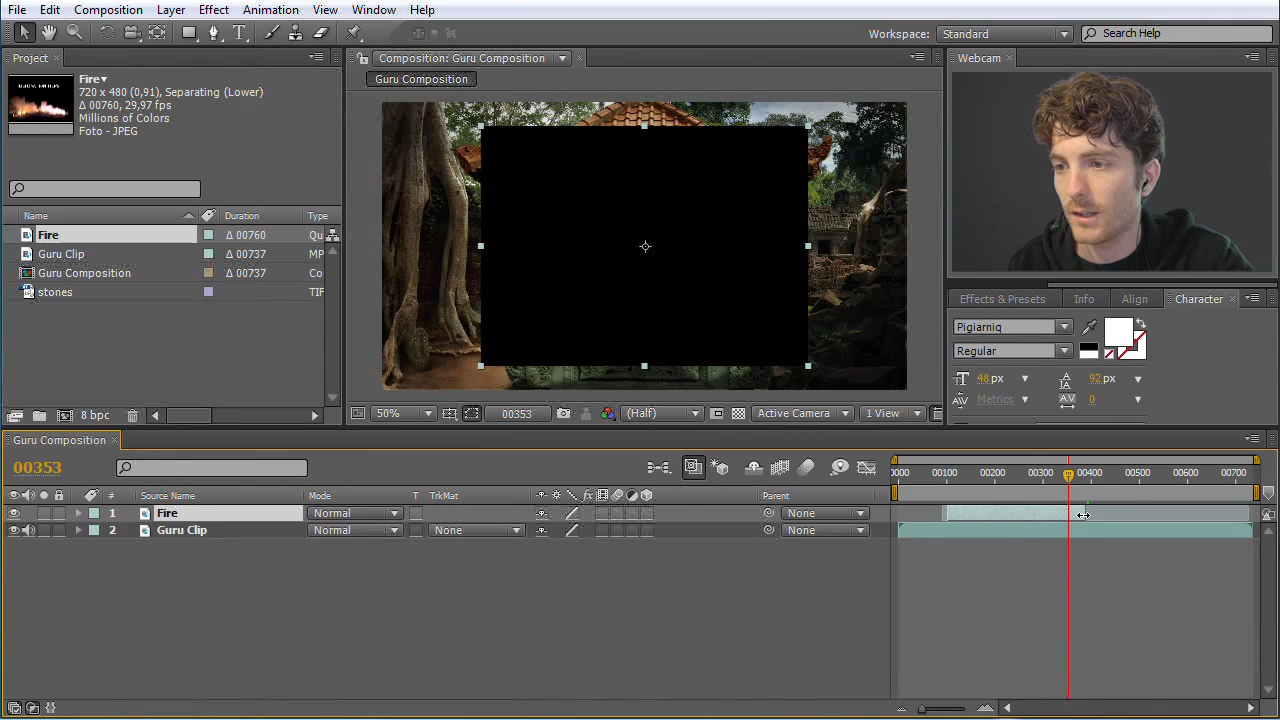 File Edit Composition Layer Effect Animation View Window Help
Workspace: Standard Search Help
Project
Fire
720 x 480 (0,91), Separating (Lower)
Δ 00760, 29,97 fps
Millions of Colors
Foto - JPEG
Name Duration Type
Fire Δ 00760 Qu
Guru Clip Δ 00737 MP
Guru Composition Δ 00737 Co
stones TIF
8 bpc
Composition: Guru Composition
Guru Composition
50% 00353 (Half) Active Camera 1 View
Webcam
Effects & Presets Info Align Character
Pigiarniq
Regular
48 px 92 px
Metrics 0
Guru Composition
00353
0000 00100 00200 00300 00400 00500 00600 00700
# Source Name Mode T TrkMat fx Parent
1 Fire Normal None
2 Guru Clip Normal None None